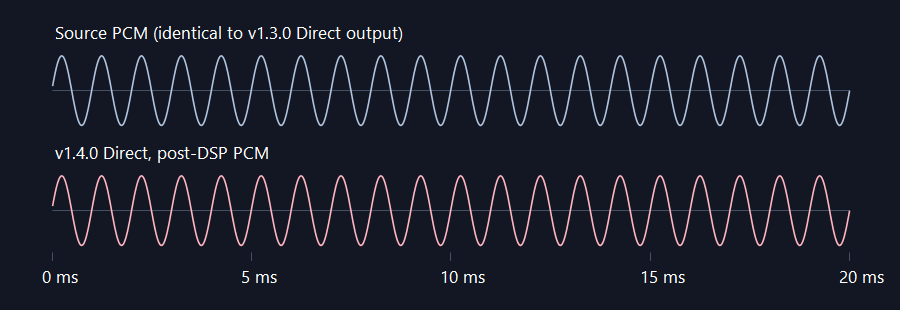 Source PCM (identical to v1.3.0 Direct output)
v1.4.0 Direct, post-DSP PCM
0 ms 5 ms 10 ms 15 ms 20 ms